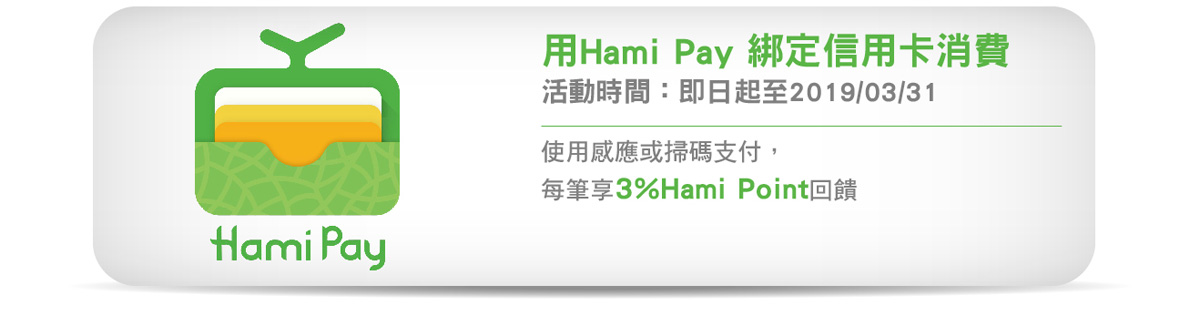 Hami Pay
用Hami Pay 綁定信用卡消費
活動時間：即日起至2019/03/31
使用感應或掃碼支付，
每筆享3%Hami Point回饋